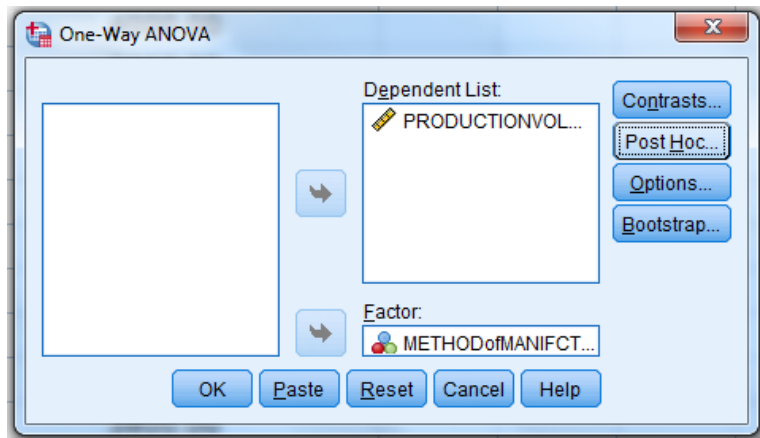 One-Way ANOVA
Dependent List:
PRODUCTIONVOL...
Contrasts...
Post Hoc...
Options...
Bootstrap...
Factor:
METHODofMANIFCT...
OK Paste Reset Cancel Help